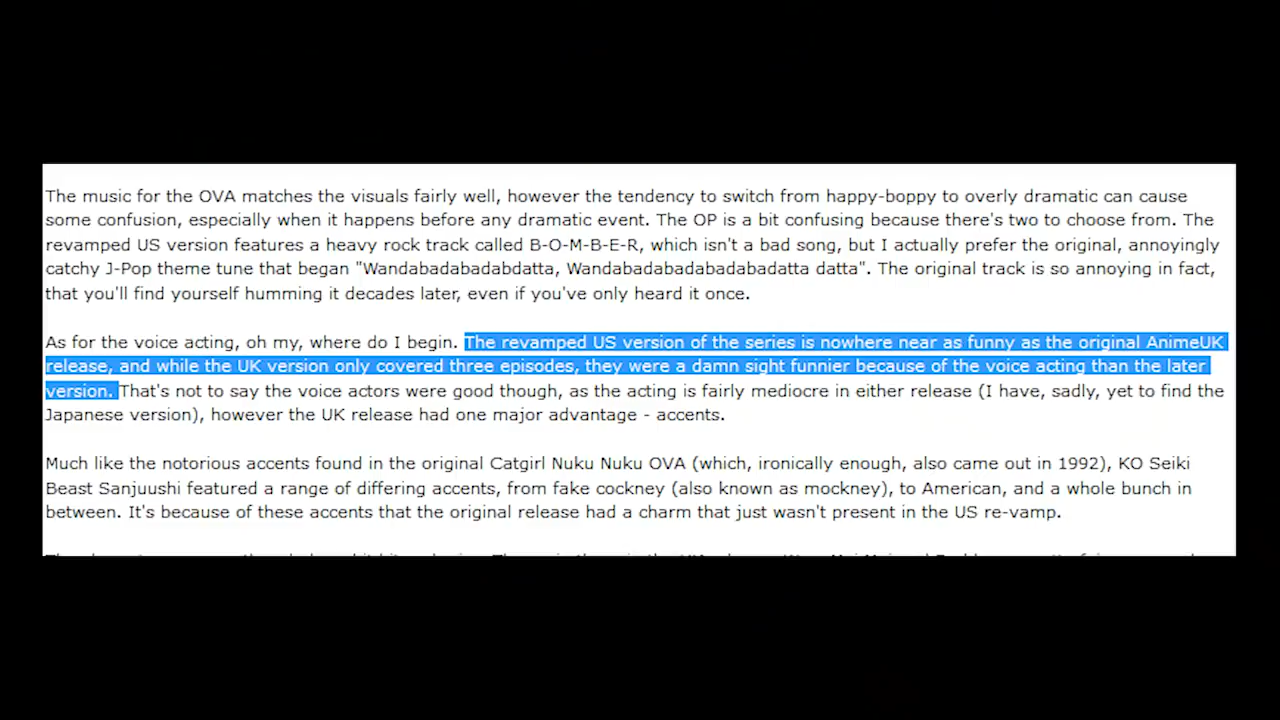 The music for the OVA matches the visuals fairly well, however the tendency to switch from happy-boppy to overly dramatic can cause
some confusion, especially when it happens before any dramatic event. The OP is a bit confusing because there's two to choose from. The
revamped US version features a heavy rock track called B-O-M-B-E-R, which isn't a bad song, but I actually prefer the original, annoyingly
catchy J-Pop theme tune that began "Wandabadabadabdatta, Wandabadabadabadabadatta datta". The original track is so annoying in fact,
that you'll find yourself humming it decades later, even if you've only heard it once.
As for the voice acting, oh my, where do I begin. The revamped US version of the series is nowhere near as funny as the original AnimeUK
release, and while the UK version only covered three episodes, they were a damn sight funnier because of the voice acting than the later
version. That's not to say the voice actors were good though, as the acting is fairly mediocre in either release (I have, sadly, yet to find the
Japanese version), however the UK release had one major advantage - accents.
Much like the notorious accents found in the original Catgirl Nuku Nuku OVA (which, ironically enough, also came out in 1992), KO Seiki
Beast Sanjuushi featured a range of differing accents, from fake cockney (also known as mockney), to American, and a whole bunch in
between. It's because of these accents that the original release had a charm that just wasn't present in the US re-vamp.